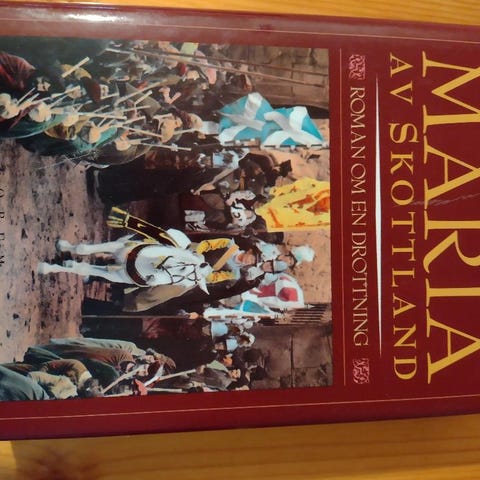 MARIA
AV SKOTTLAND
ROMAN OM EN DROTTNING